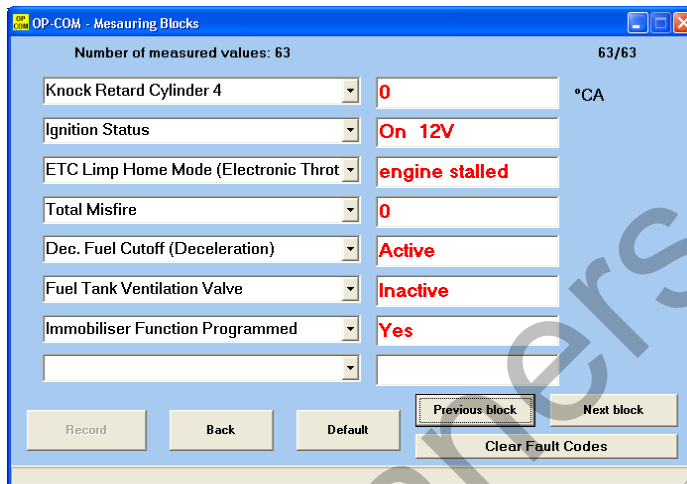 OP COM OP-COM - Mesauring Blocks
Number of measured values: 63 63/63
Knock Retard Cylinder 4 0 °CA
Ignition Status On 12V
ETC Limp Home Mode (Electronic Throt engine stalled
Total Misfire 0
Dec. Fuel Cutoff (Deceleration) Active
Fuel Tank Ventilation Valve Inactive
Immobiliser Function Programmed Yes
Record Back Default Previous block Next block
Clear Fault Codes